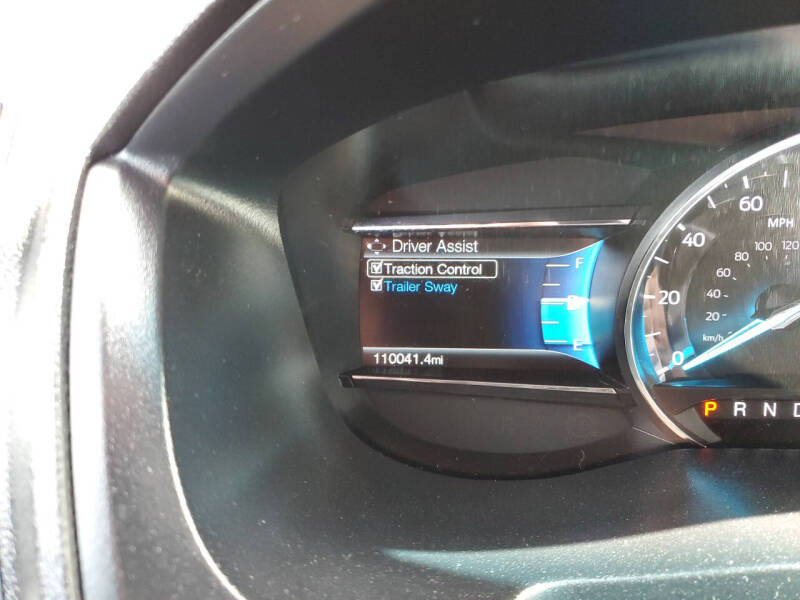 Driver Assist
Traction Control
Trailer Sway
F
E
110041.4mi
60
MPH
40
100 120
80
60
20
40
20
km/h
0
P R N D